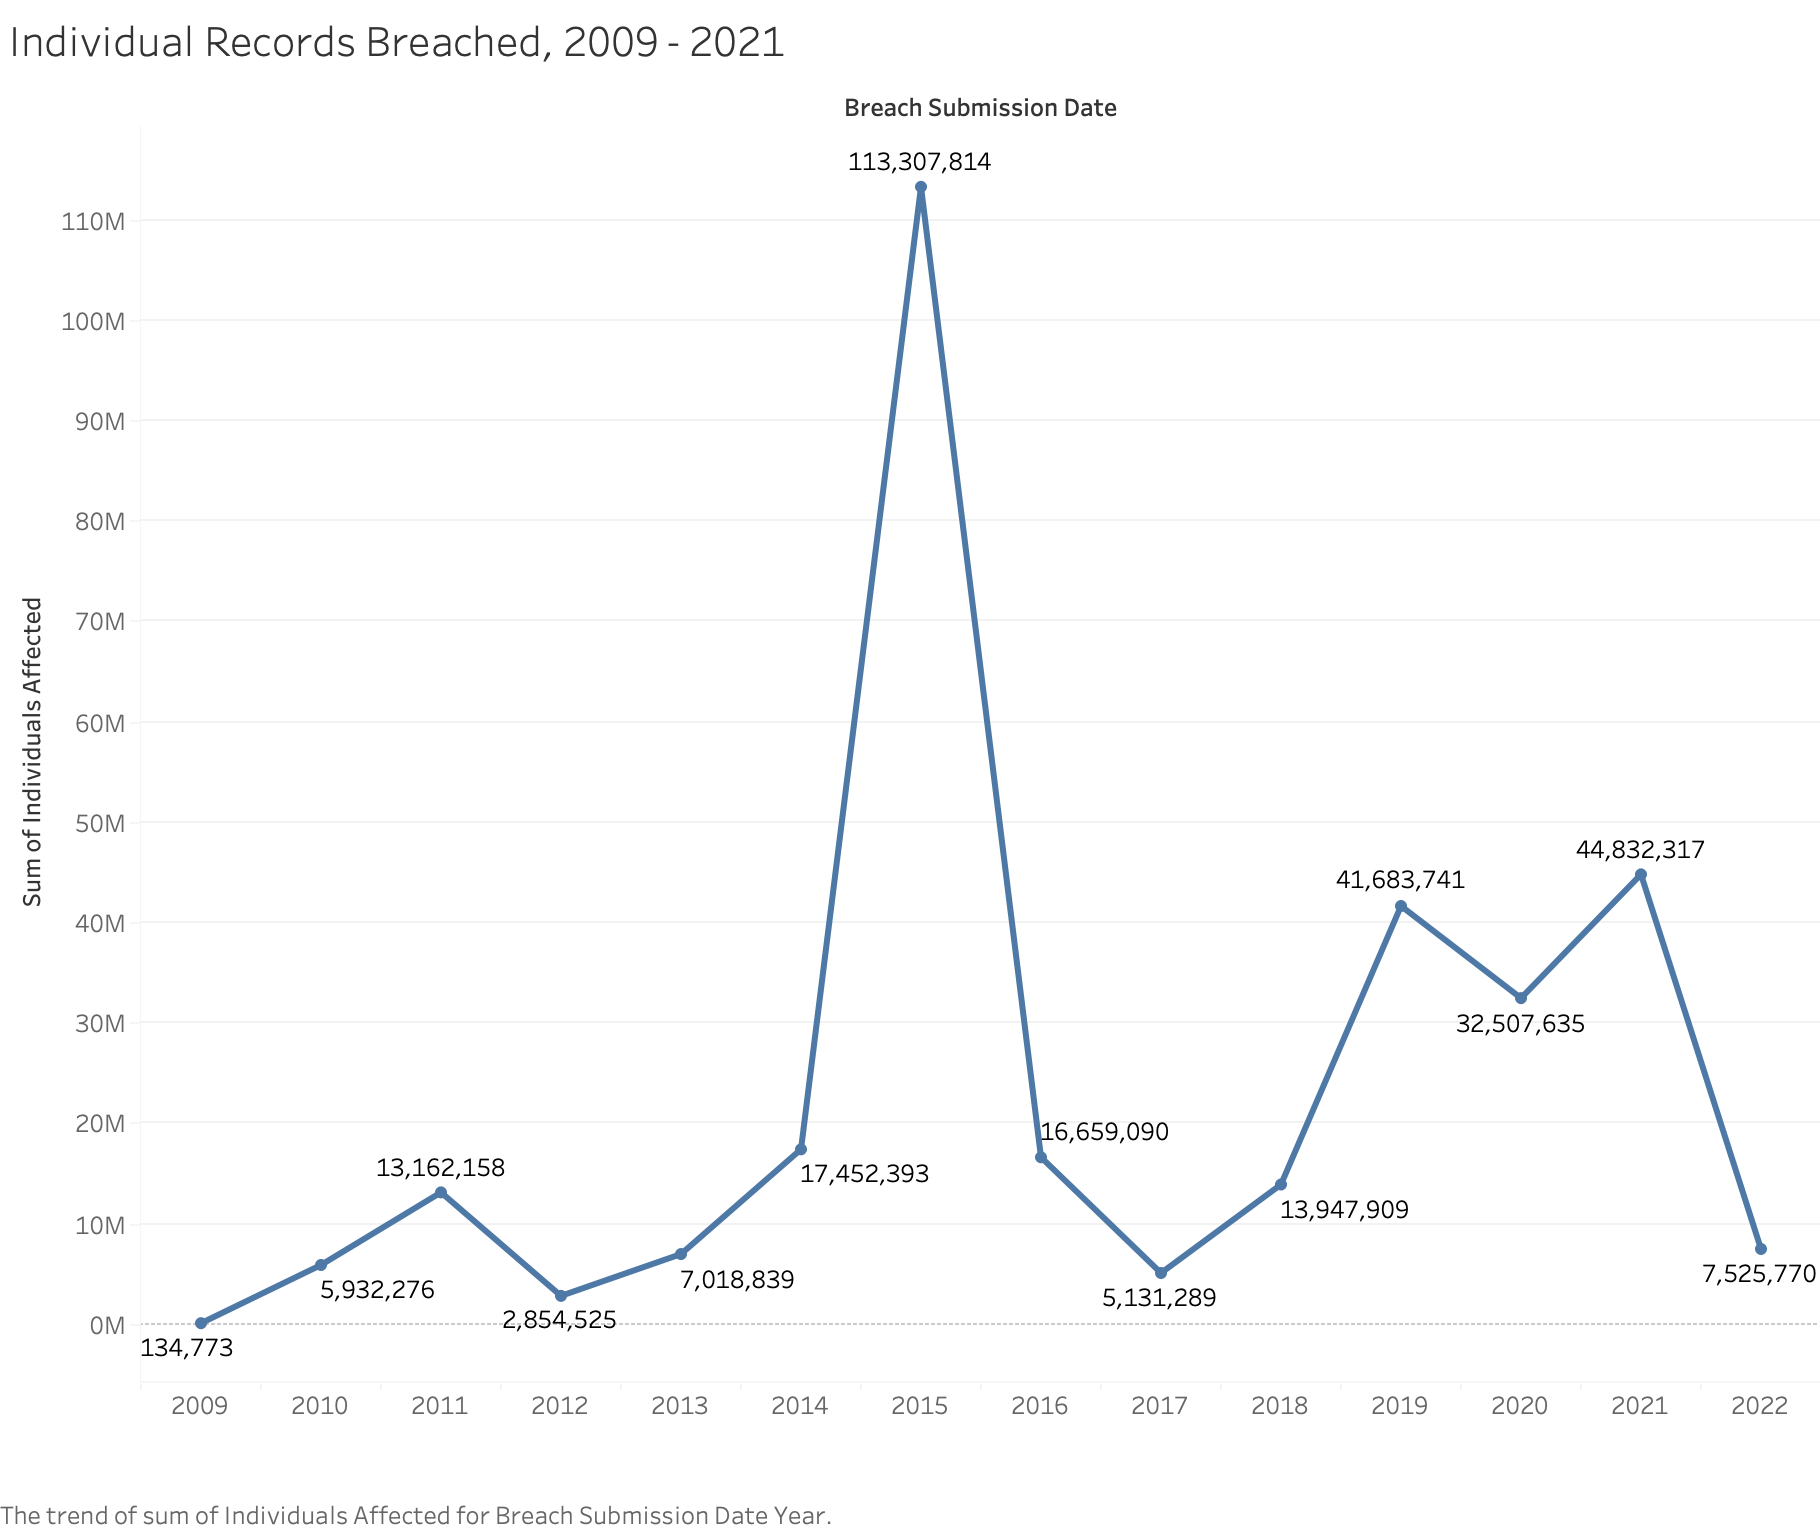 Individual Records Breached, 2009 - 2021
Breach Submission Date
113,307,814
110M
100M
90M
80M
70M
60M
50M
40M
30M
20M
10M
0M
Sum of Individuals Affected
44,832,317
41,683,741
32,507,635
16,659,090
13,162,158
17,452,393
13,947,909
5,932,276
7,018,839
7,525,770
5,131,289
2,854,525
134,773
2009 2010 2011 2012 2013 2014 2015 2016 2017 2018 2019 2020 2021 2022
The trend of sum of Individuals Affected for Breach Submission Date Year.